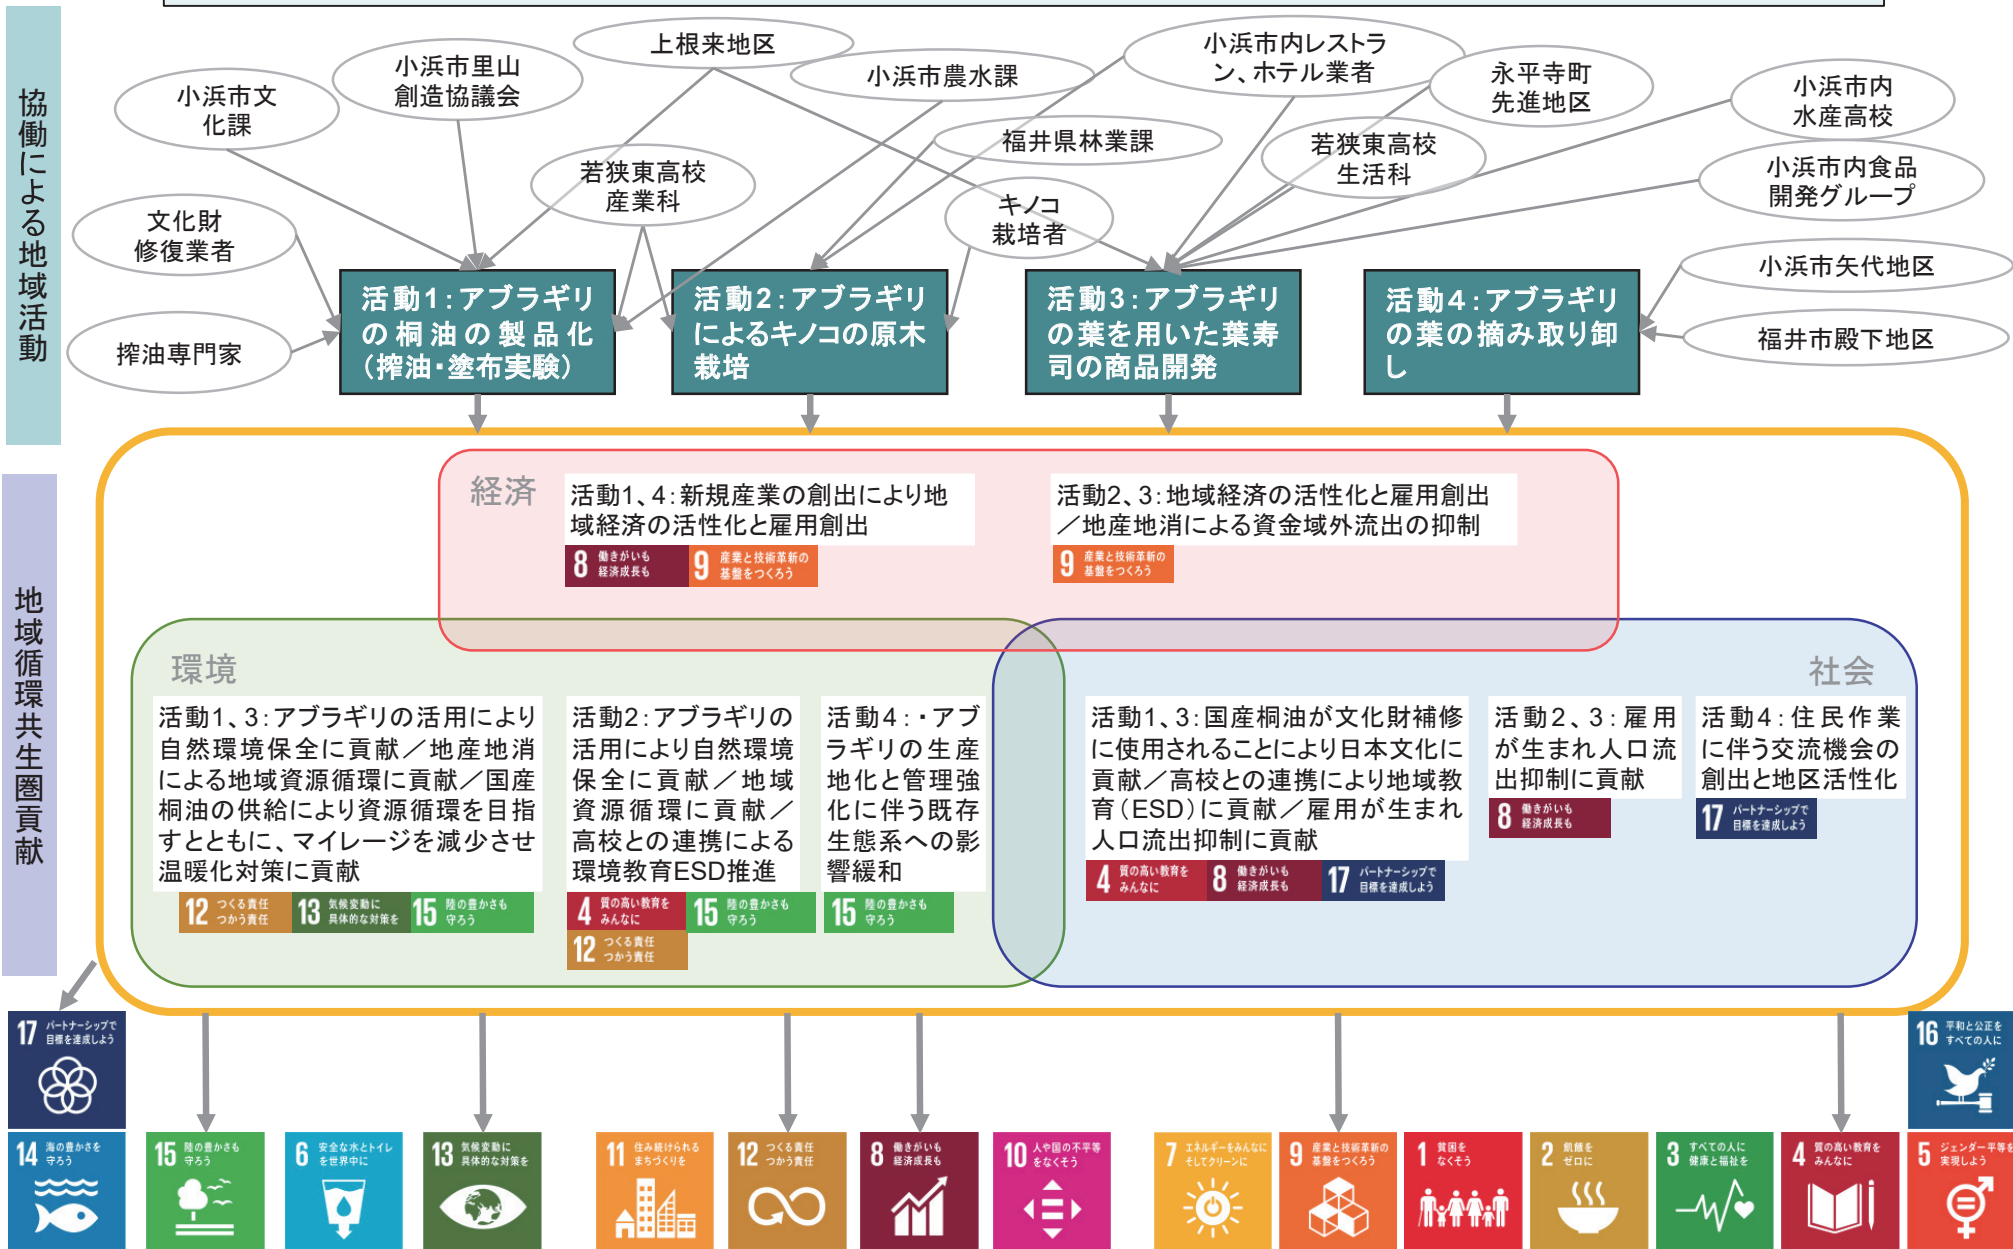 協働による地域活動
上根来地区
小浜市農水課
小浜市内レストラ
ン、ホテル業者
永平寺町
先進地区
小浜市内
水産高校
小浜市文
化課
小浜市里山
創造協議会
若狭東高校
産業科
福井県林業課
若狭東高校
生活科
小浜市内食品
開発グループ
文化財
修復業者
キノコ
栽培者
小浜市矢代地区
搾油専門家
福井市殿下地区
活動1：アブラギリ
の桐油の製品化
（搾油・塗布実験）
活動2：アブラギリ
によるキノコの原木
栽培
活動3：アブラギリ
の葉を用いた葉寿
司の商品開発
活動4：アブラギリ
の葉の摘み取り卸
し
地域循環共生圏貢献
経済
活動1、4：新規産業の創出により地
域経済の活性化と雇用創出
8 働きがいも
経済成長も
9 産業と技術革新の
基盤をつくろう
活動2、3：地域経済の活性化と雇用創出
／地産地消による資金域外流出の抑制
9 産業と技術革新の
基盤をつくろう
環境
活動1、3：アブラギリの活用により
自然環境保全に貢献／地産地消
による地域資源循環に貢献／国産
桐油の供給により資源循環を目指
すとともに、マイレージを減少させ
温暖化対策に貢献
12 つくる責任
つかう責任
13 気候変動に
具体的な対策を
15 陸の豊かさも
守ろう
活動2：アブラギリの
活用により自然環境
保全に貢献／地域
資源循環に貢献／
高校との連携による
環境教育ESD推進
4 質の高い教育を
みんなに
15 陸の豊かさも
守ろう
12 つくる責任
つかう責任
活動4：・アブ
ラギリの生産
地化と管理強
化に伴う既存
生態系への影
響緩和
15 陸の豊かさも
守ろう
社会
活動1、3：国産桐油が文化財補修
に使用されることにより日本文化に
貢献／高校との連携により地域教
育（ESD）に貢献／雇用が生まれ
人口流出抑制に貢献
4 質の高い教育を
みんなに
8 働きがいも
経済成長も
17 パートナーシップで
目標を達成しよう
活動2、3：雇用
が生まれ人口流
出抑制に貢献
8 働きがいも
経済成長も
活動4：住民作業
に伴う交流機会の
創出と地区活性化
17 パートナーシップで
目標を達成しよう
17 パートナーシップで
目標を達成しよう
16 平和と公正を
すべての人に
14 海の豊かさを
守ろう
15 陸の豊かさも
守ろう
6 安全な水とトイレ
を世界中に
13 気候変動に
具体的な対策を
11 住み続けられる
まちづくりを
12 つくる責任
つかう責任
8 働きがいも
経済成長も
10 人や国の不平等
をなくそう
7 エネルギーをみんなに
そしてクリーンに
9 産業と技術革新の
基盤をつくろう
1 貧困を
なくそう
2 飢餓を
ゼロに
3 すべての人に
健康と福祉を
4 質の高い教育を
みんなに
5 ジェンダー平等を
実現しよう